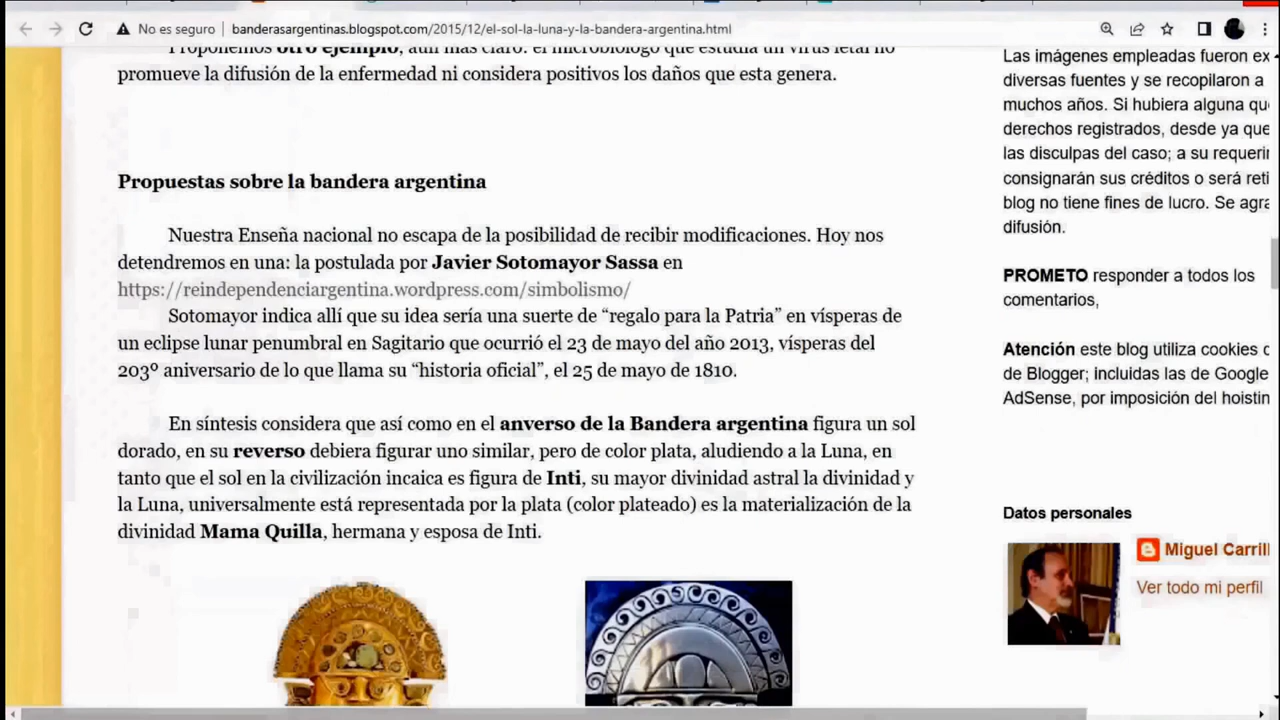 No es seguro
banderasargentinas.blogspot.com/2015/12/el-sol-la-luna-y-la-bandera-argentina.html
Proponemos otro ejemplo, aún más claro: el microbiólogo que estudia un virus letal no
promueve la difusión de la enfermedad ni considera positivos los daños que esta genera.
Propuestas sobre la bandera argentina
Nuestra Enseña nacional no escapa de la posibilidad de recibir modificaciones. Hoy nos
detendremos en una: la postulada por Javier Sotomayor Sassa en
https://reindependenciargentina.wordpress.com/simbolismo/
Sotomayor indica allí que su idea sería una suerte de “regalo para la Patria” en vísperas de
un eclipse lunar penumbral en Sagitario que ocurrió el 23 de mayo del año 2013, vísperas del
203º aniversario de lo que llama su “historia oficial”, el 25 de mayo de 1810.
En síntesis considera que así como en el anverso de la Bandera argentina figura un sol
dorado, en su reverso debiera figurar uno similar, pero de color plata, aludiendo a la Luna, en
tanto que el sol en la civilización incaica es figura de Inti, su mayor divinidad astral la divinidad y
la Luna, universalmente está representada por la plata (color plateado) es la materialización de la
divinidad Mama Quilla, hermana y esposa de Inti.
Las imágenes empleadas fueron ex
diversas fuentes y se recopilaron a
muchos años. Si hubiera alguna qu
derechos registrados, desde ya que
las disculpas del caso; a su requerir
consignarán sus créditos o será reti
blog no tiene fines de lucro. Se agra
difusión.
PROMETO responder a todos los
comentarios,
Atención este blog utiliza cookies d
de Blogger; incluidas las de Google
AdSense, por imposición del hoistin
Datos personales
Miguel Carrill
Ver todo mi perfil